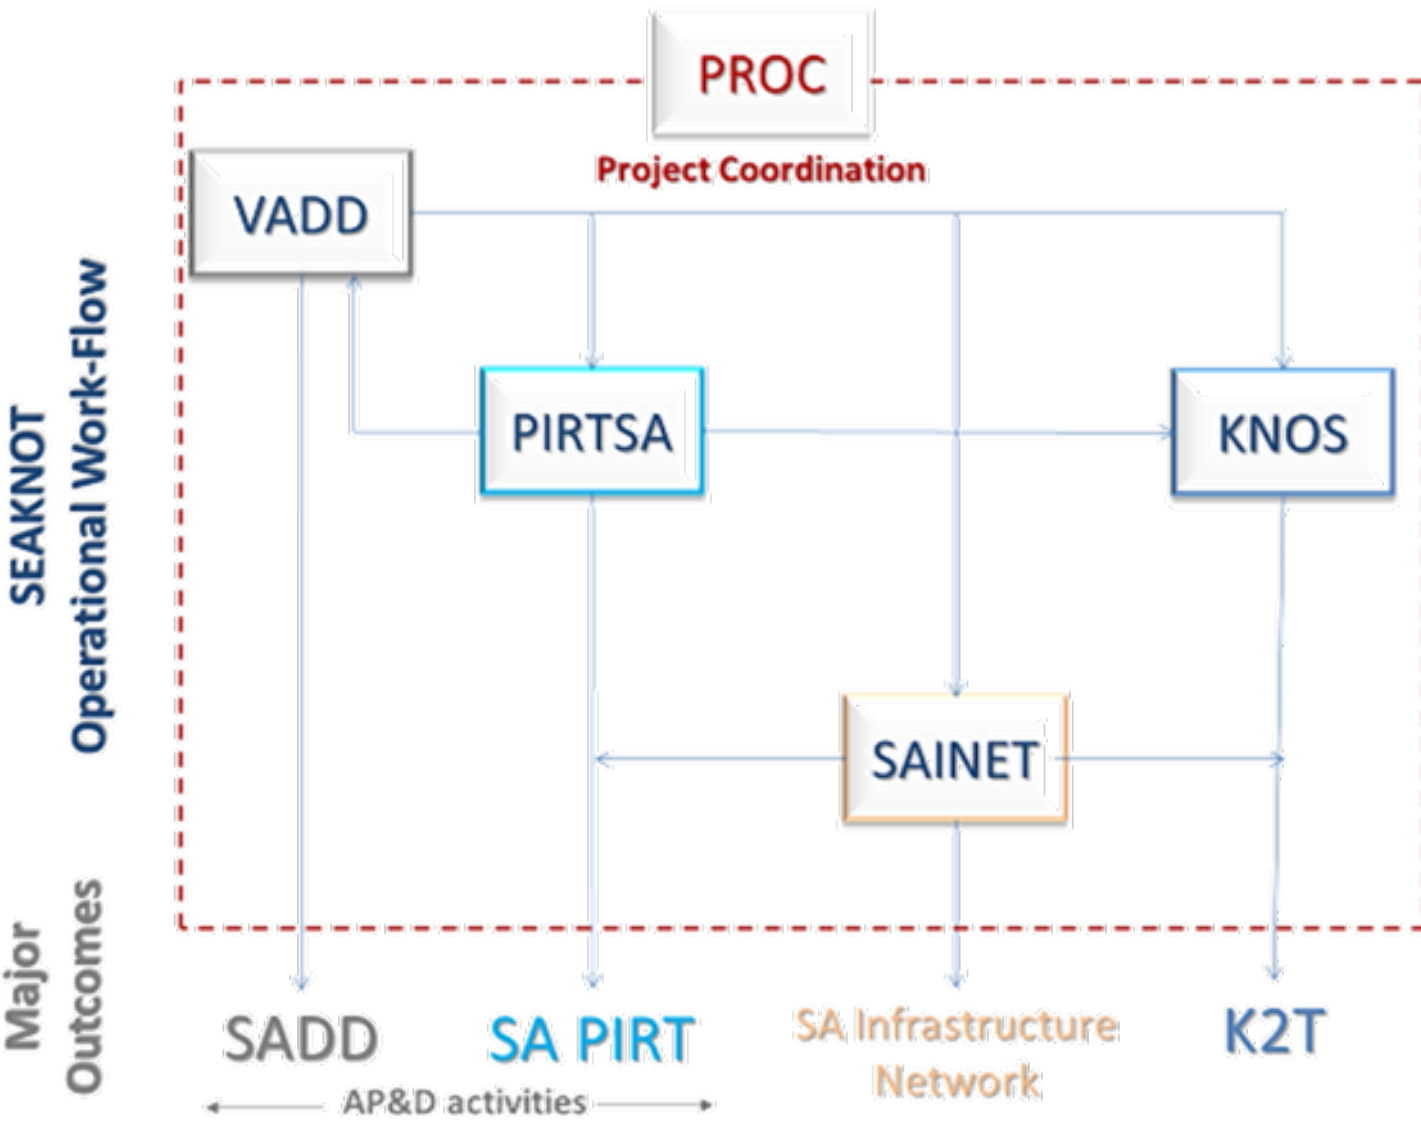 PROC
Project Coordination
VADD
PIRTSA
KNOS
SAINET
SEAKNOT
Operational Work-Flow
Major
Outcomes
SADD
SA PIRT
SA Infrastructure
Network
K2T
AP&D activities